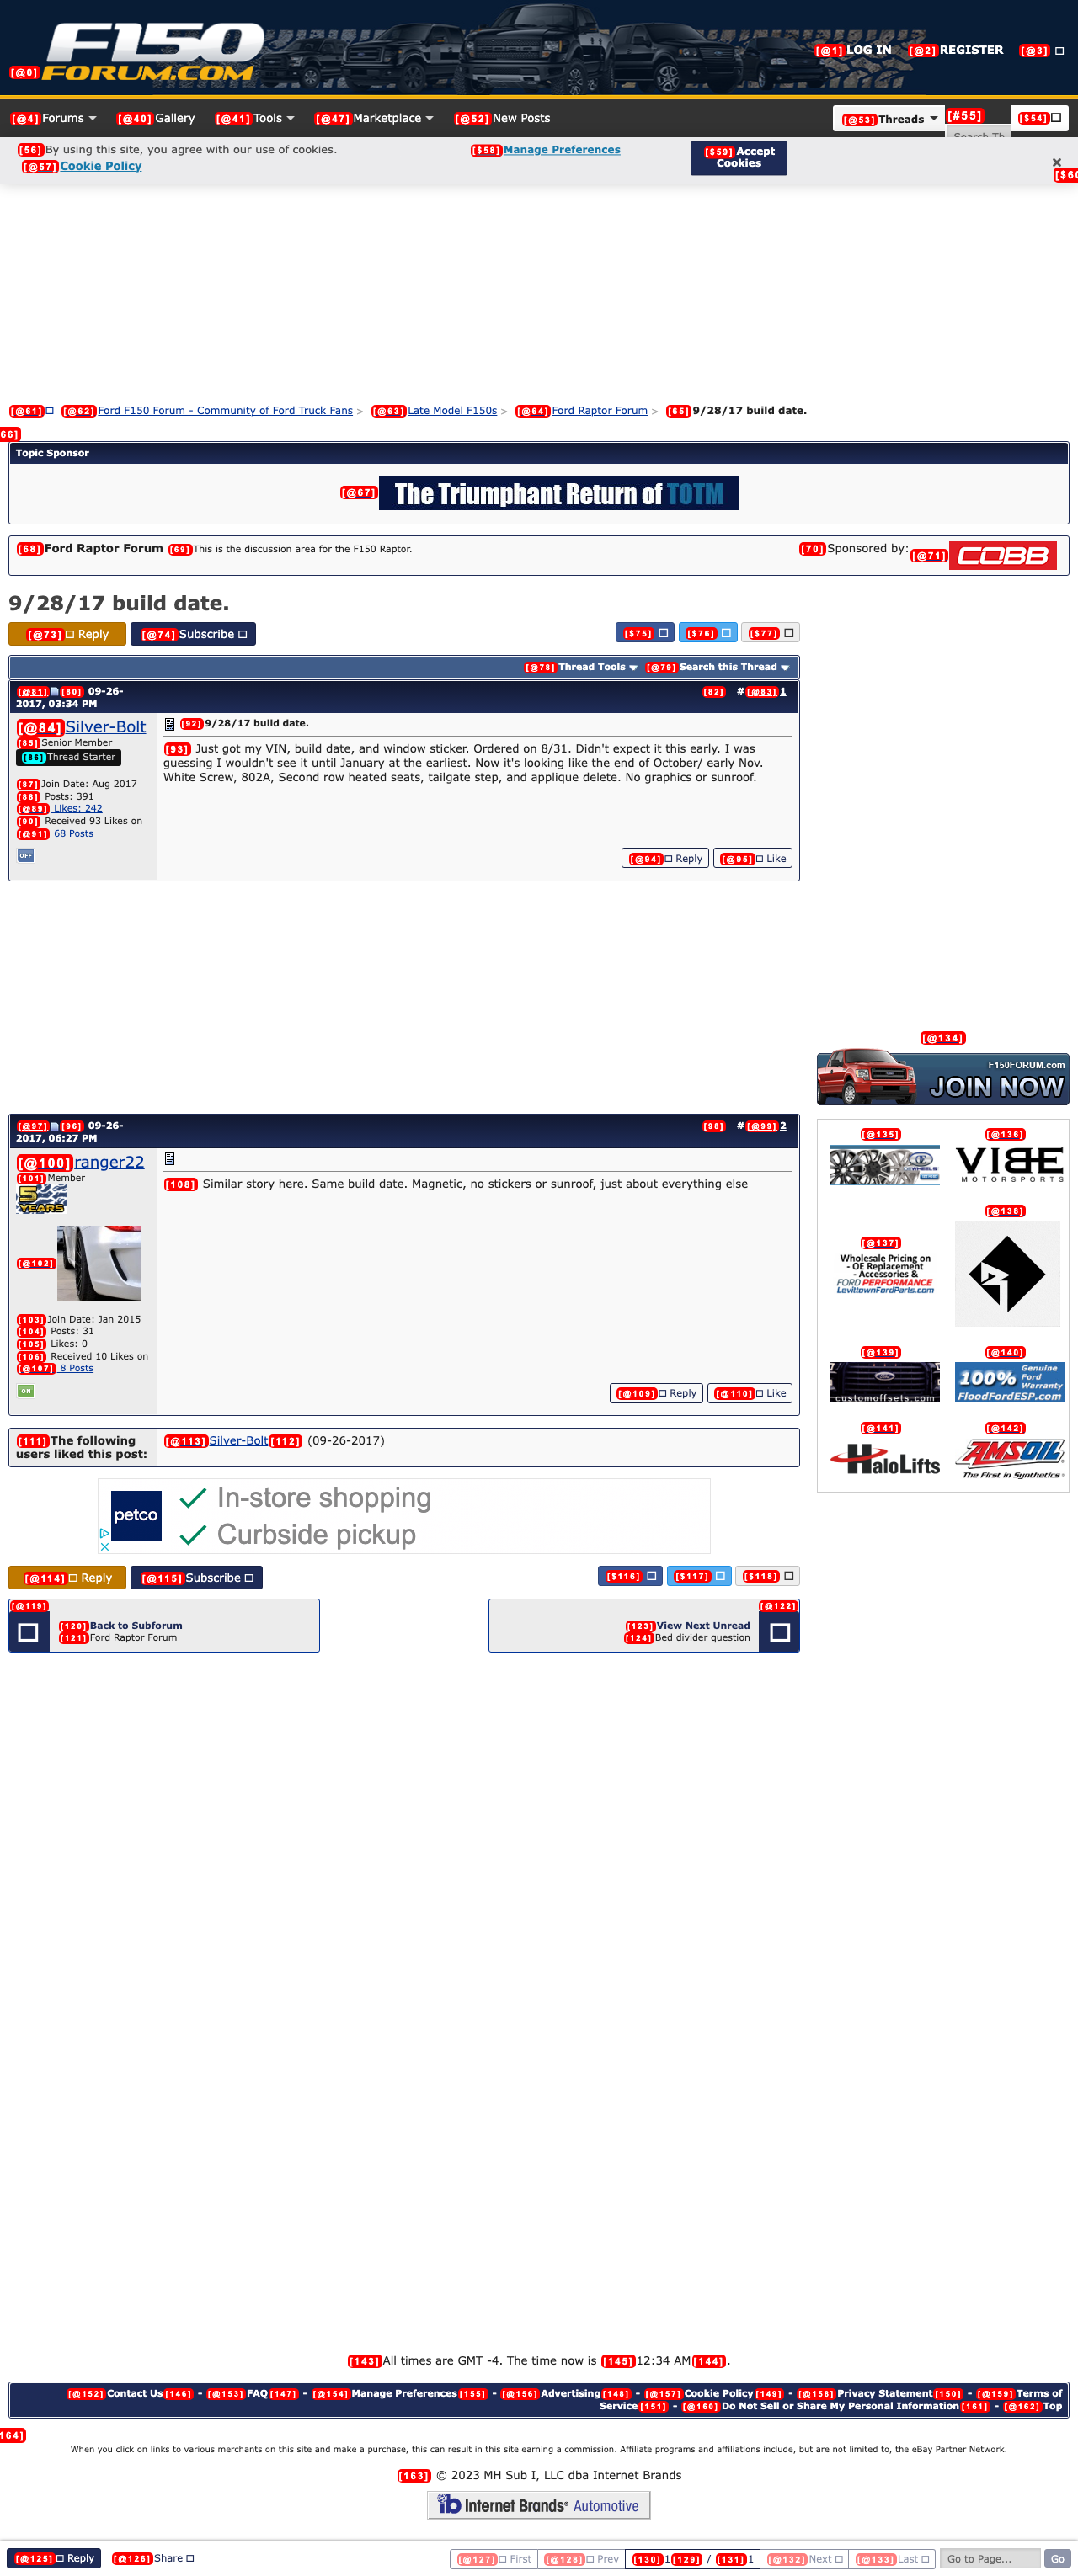 F150
[@0] FORUM.COM
[@1] LOG IN [@2] REGISTER [@3]
[@4] Forums [@40] Gallery [@41] Tools [@47] Marketplace [@52] New Posts [@53] Threads [#55] [$54]
Search Th
[56] By using this site, you agree with our use of cookies. [$58] Manage Preferences [$59] Accept
[@57] Cookie Policy Cookies
[$60
[@61] [@62] Ford F150 Forum - Community of Ford Truck Fans > [@63] Late Model F150s > [@64] Ford Raptor Forum > [65] 9/28/17 build date.
66]
Topic Sponsor
[@67] The Triumphant Return of TOTM
[68] Ford Raptor Forum [69] This is the discussion area for the F150 Raptor. [70] Sponsored by: [@71] COBB
9/28/17 build date.
[@73] Reply [@74] Subscribe [$75] [$76] [$77]
[@78] Thread Tools [@79] Search this Thread
[@81] [80] 09-26-
2017, 03:34 PM
[82] #[@83] 1
[@84] Silver-Bolt
[85] Senior Member
[86] Thread Starter
[87] Join Date: Aug 2017
[88] Posts: 391
[@89] Likes: 242
[90] Received 93 Likes on
[@91] 68 Posts
OFF
[92] 9/28/17 build date.
[93] Just got my VIN, build date, and window sticker. Ordered on 8/31. Didn't expect it this early. I was
guessing I wouldn't see it until January at the earliest. Now it's looking like the end of October/ early Nov.
White Screw, 802A, Second row heated seats, tailgate step, and applique delete. No graphics or sunroof.
[@94] Reply [@95] Like
[@134]
F150FORUM.com
JOIN NOW
[@97] [96] 09-26-
2017, 06:27 PM
[98] #[@99] 2
[@100] ranger22
[101] Member
5
YEARS
[@102]
[103] Join Date: Jan 2015
[104] Posts: 31
[105] Likes: 0
[106] Received 10 Likes on
[@107] 8 Posts
ON
[108] Similar story here. Same build date. Magnetic, no stickers or sunroof, just about everything else
[@109] Reply [@110] Like
[@135] [@136]
VIBE
MOTORSPORTS
[@137] [@138]
Wholesale Pricing on
- OE Replacement
- Accessories &
FORD PERFORMANCE
LevittownFordParts.com
[@139] [@140]
customoffsets.com
100% Genuine
Ford
Warranty
FloodFordESP.com
[@141] [@142]
HaloLifts
AMSOIL
The First in Synthetics
[111] The following
users liked this post:
[@113] Silver-Bolt [112] (09-26-2017)
petco
In-store shopping
Curbside pickup
[@114] Reply [@115] Subscribe [$116] [$117] [$118]
[@119] [@122]
[120] Back to Subforum
[121] Ford Raptor Forum
[123] View Next Unread
[124] Bed divider question
[143] All times are GMT -4. The time now is [145] 12:34 AM [144] .
[@152] Contact Us [146] - [@153] FAQ [147] - [@154] Manage Preferences [155] - [@156] Advertising [148] - [@157] Cookie Policy [149] - [@158] Privacy Statement [150] - [@159] Terms of
Service [151] - [@160] Do Not Sell or Share My Personal Information [161] - [@162] Top
164]
When you click on links to various merchants on this site and make a purchase, this can result in this site earning a commission. Affiliate programs and affiliations include, but are not limited to, the eBay Partner Network.
[163] © 2023 MH Sub I, LLC dba Internet Brands
ib Internet Brands® Automotive
[@125] Reply [@126] Share [@127] First [@128] Prev [130] 1 [129] / [131] 1 [@132] Next [@133] Last Go to Page... Go